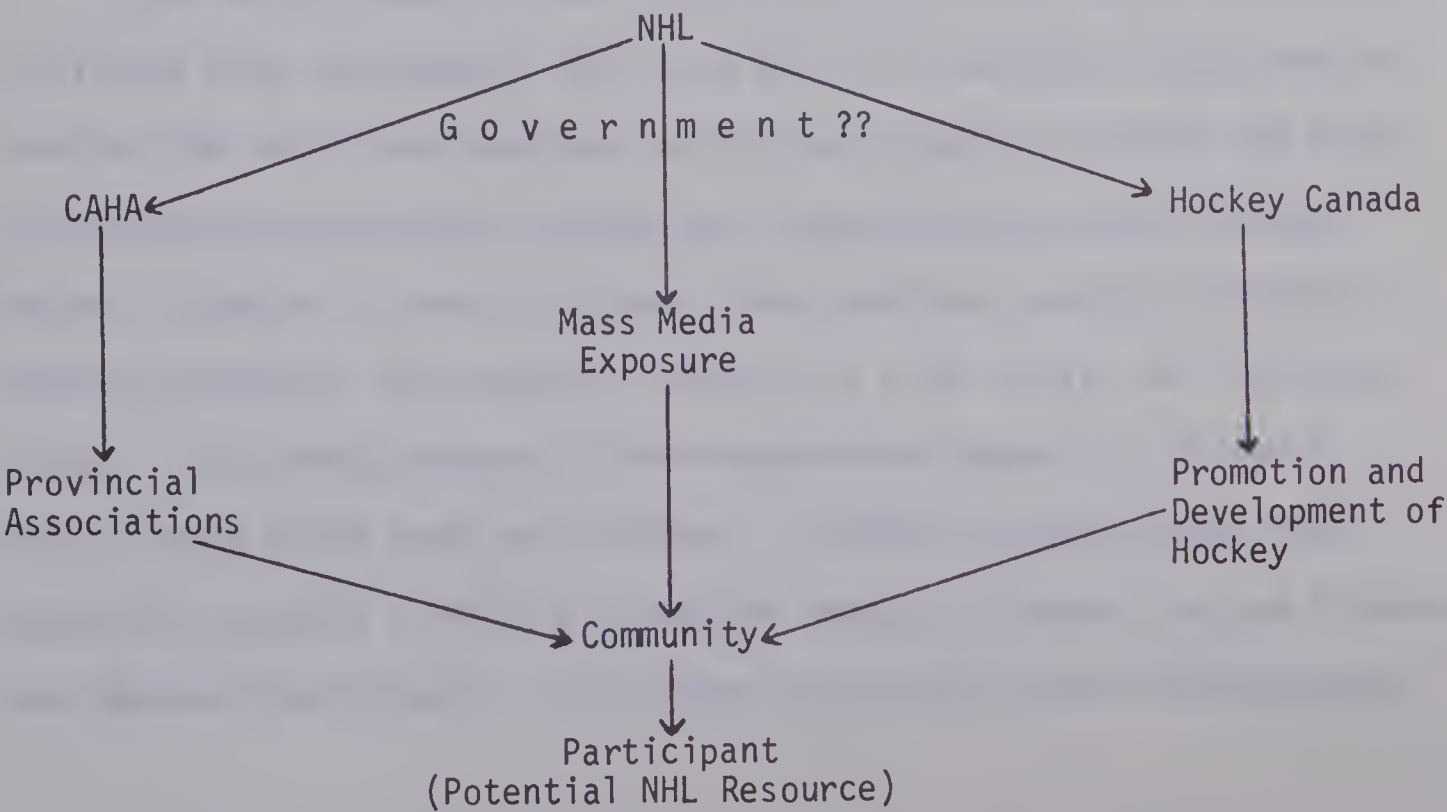 NHL
G o v e r n m e n t ??
CAHA
Hockey Canada
Mass Media
Exposure
Provincial
Associations
Promotion and
Development of
Hockey
Community
Participant
(Potential NHL Resource)